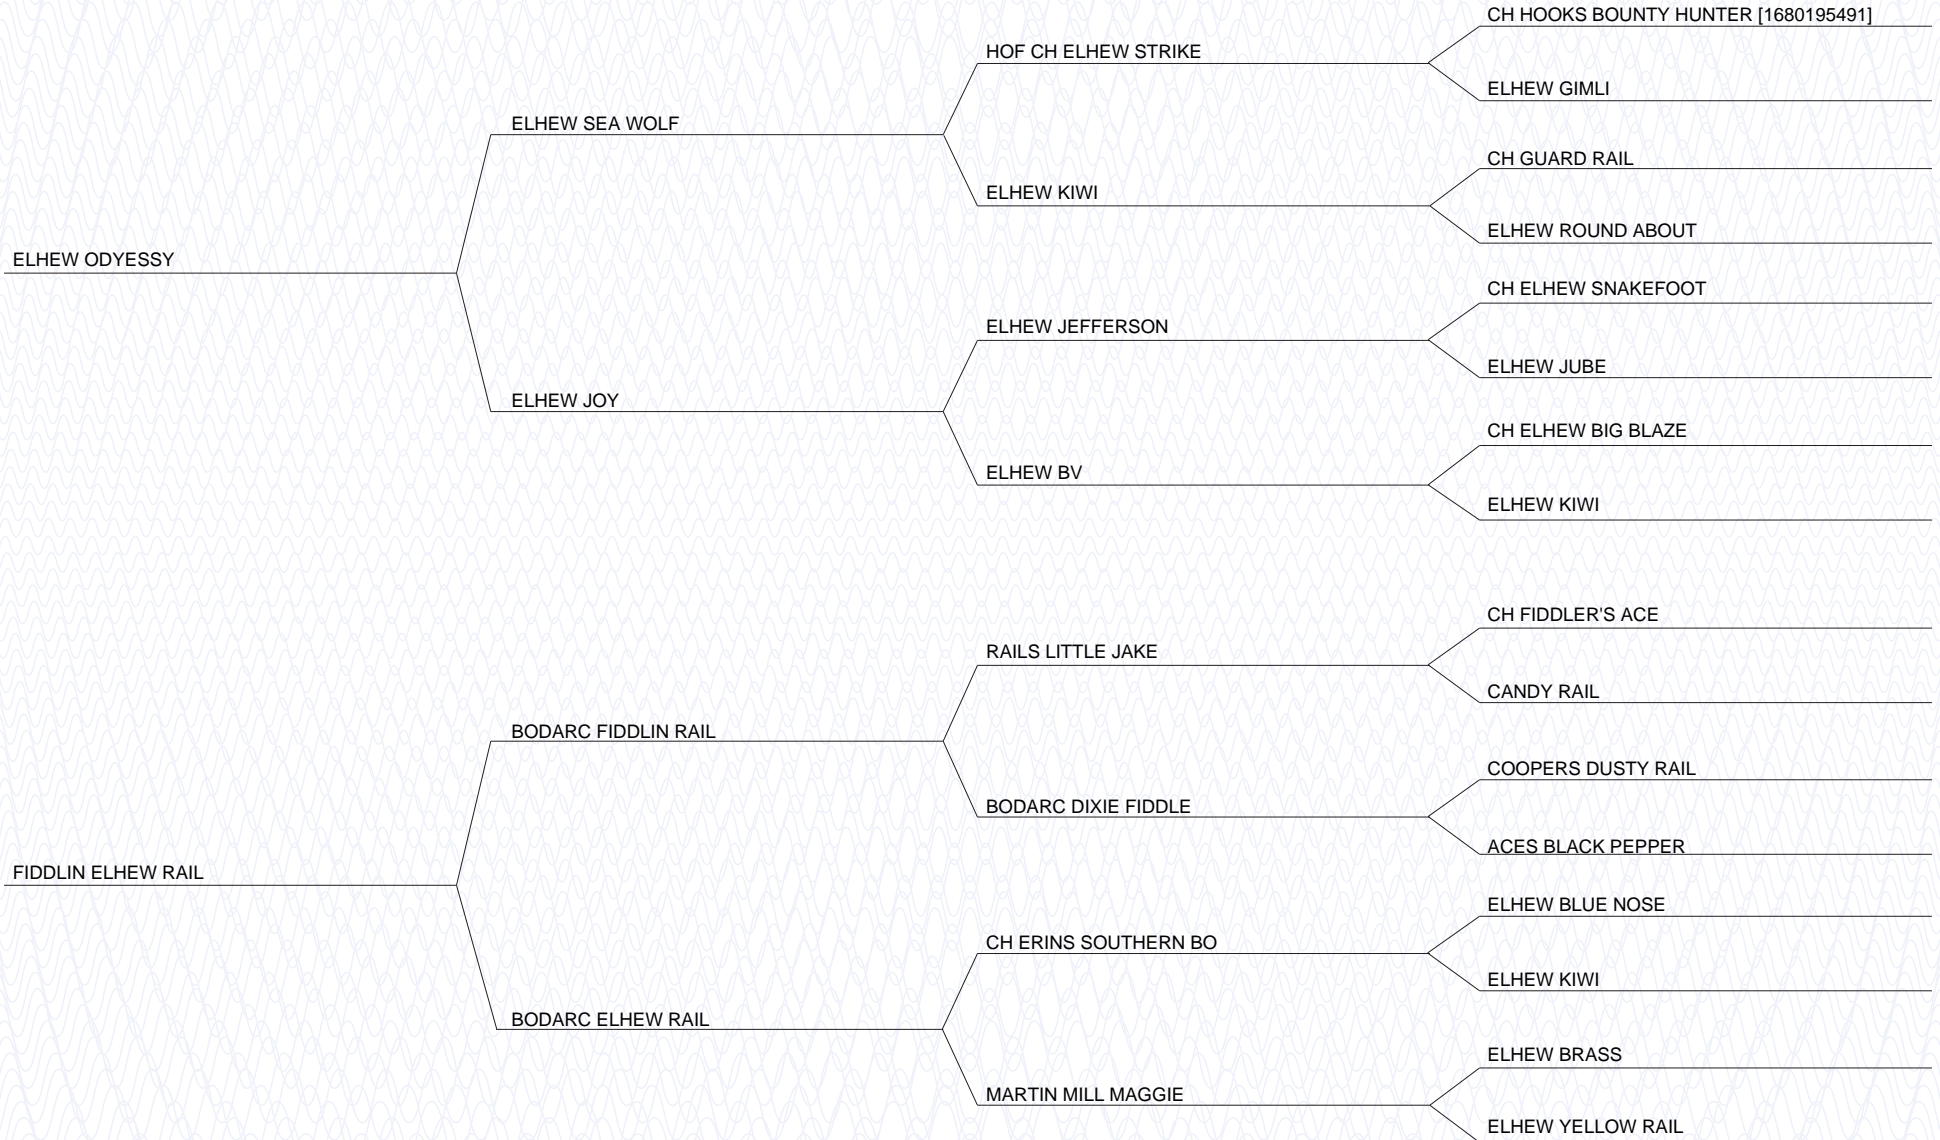 CH HOOKS BOUNTY HUNTER [1680195491]
HOF CH ELHEW STRIKE
ELHEW GIMLI
ELHEW SEA WOLF
CH GUARD RAIL
ELHEW KIWI
ELHEW ROUND ABOUT
ELHEW ODYESSY
CH ELHEW SNAKEFOOT
ELHEW JEFFERSON
ELHEW JUBE
ELHEW JOY
CH ELHEW BIG BLAZE
ELHEW BV
ELHEW KIWI
CH FIDDLER'S ACE
RAILS LITTLE JAKE
CANDY RAIL
BODARC FIDDLIN RAIL
COOPERS DUSTY RAIL
BODARC DIXIE FIDDLE
ACES BLACK PEPPER
FIDDLIN ELHEW RAIL
ELHEW BLUE NOSE
CH ERINS SOUTHERN BO
ELHEW KIWI
BODARC ELHEW RAIL
ELHEW BRASS
MARTIN MILL MAGGIE
ELHEW YELLOW RAIL